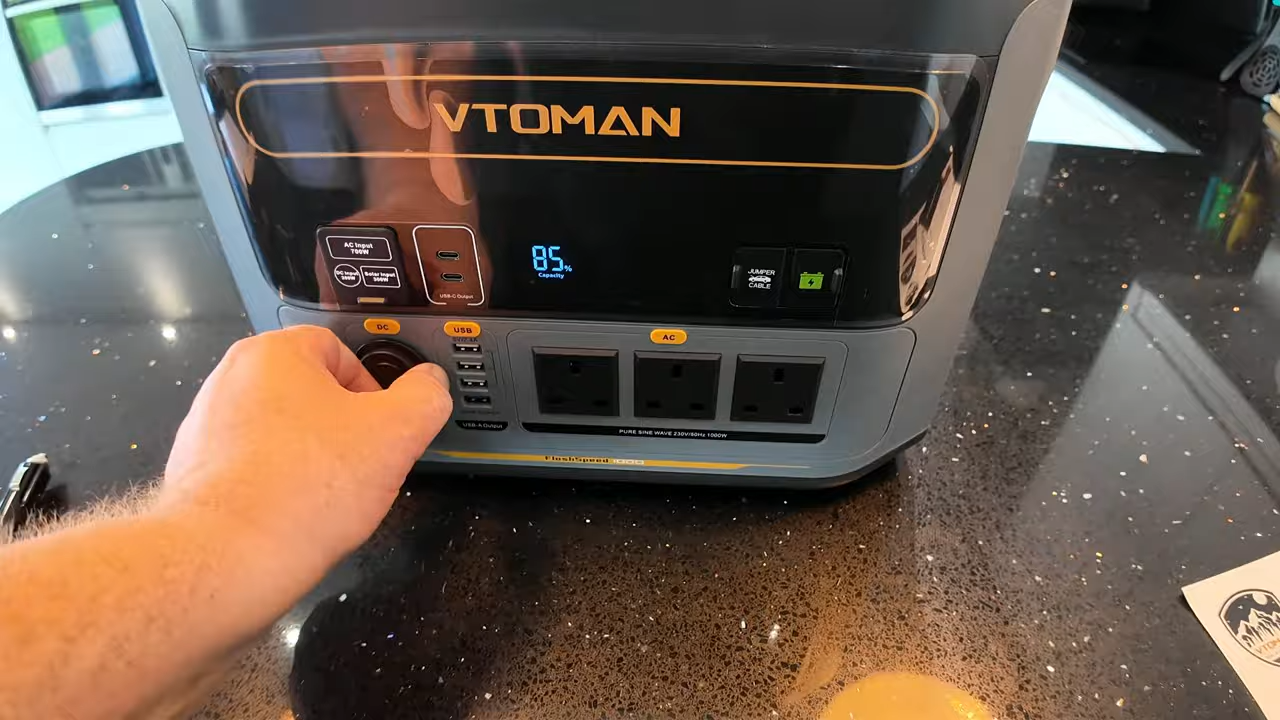 VTOMAN
AC Input
700W
DC Input
Solar Input
USB-C Output
85%
Capacity
JUMPER
CABLE
DC
USB
AC
USB-A Output
PURE SINE WAVE 230V/50Hz 1000W
FlashSpeed 1000